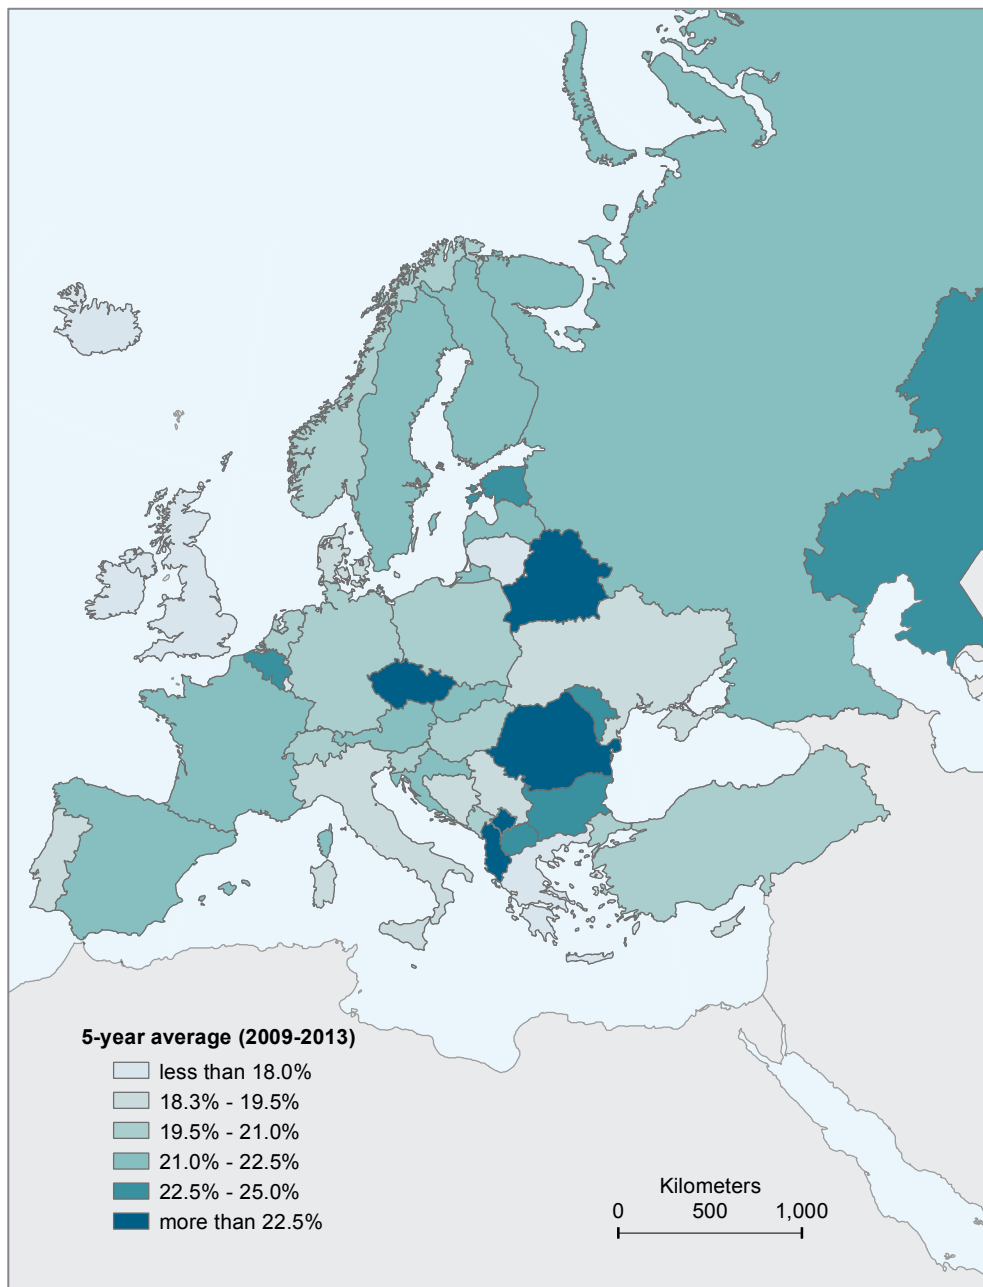 5-year average (2009-2013)
less than 18.0%
18.3% - 19.5%
19.5% - 21.0%
21.0% - 22.5%
22.5% - 25.0%
more than 22.5%
Kilometers
0 500 1,000